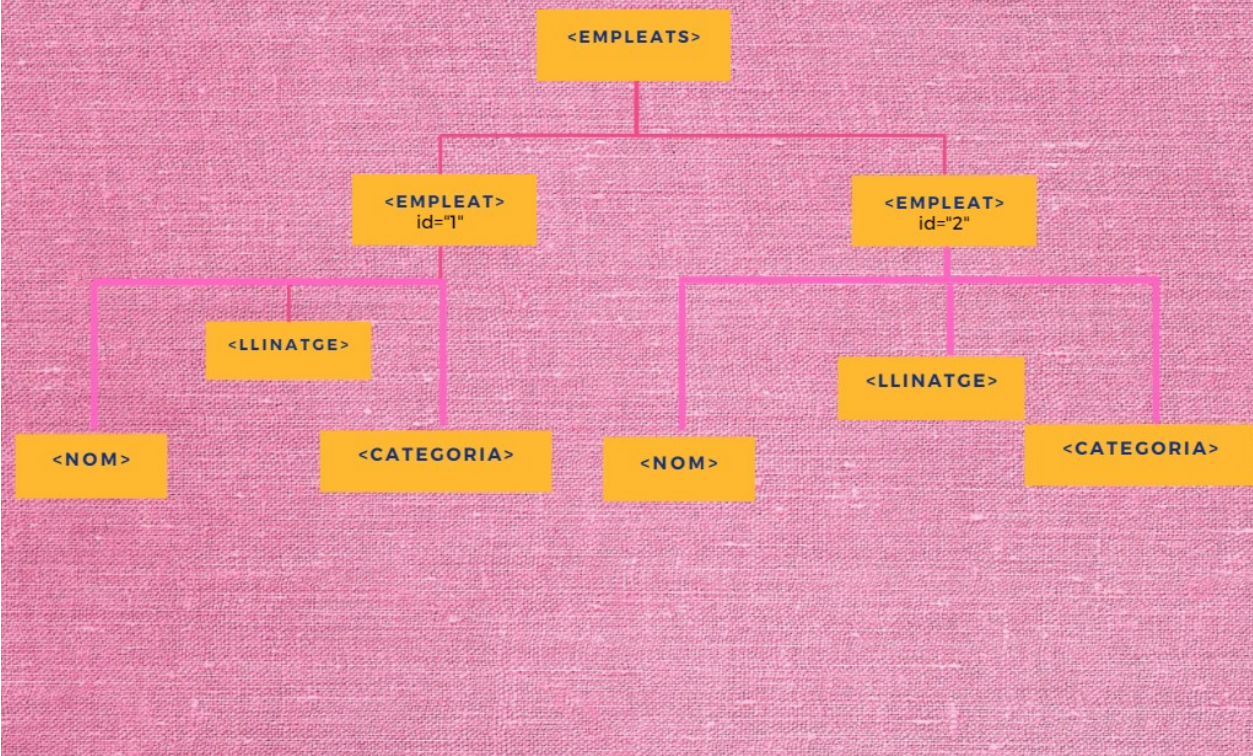 <EMPLEATS>
<EMPLEAT>
id="1"
<EMPLEAT>
id="2"
<LLINATGE>
<NOM>
<CATEGORIA>
<LLINATGE>
<NOM>
<CATEGORIA>